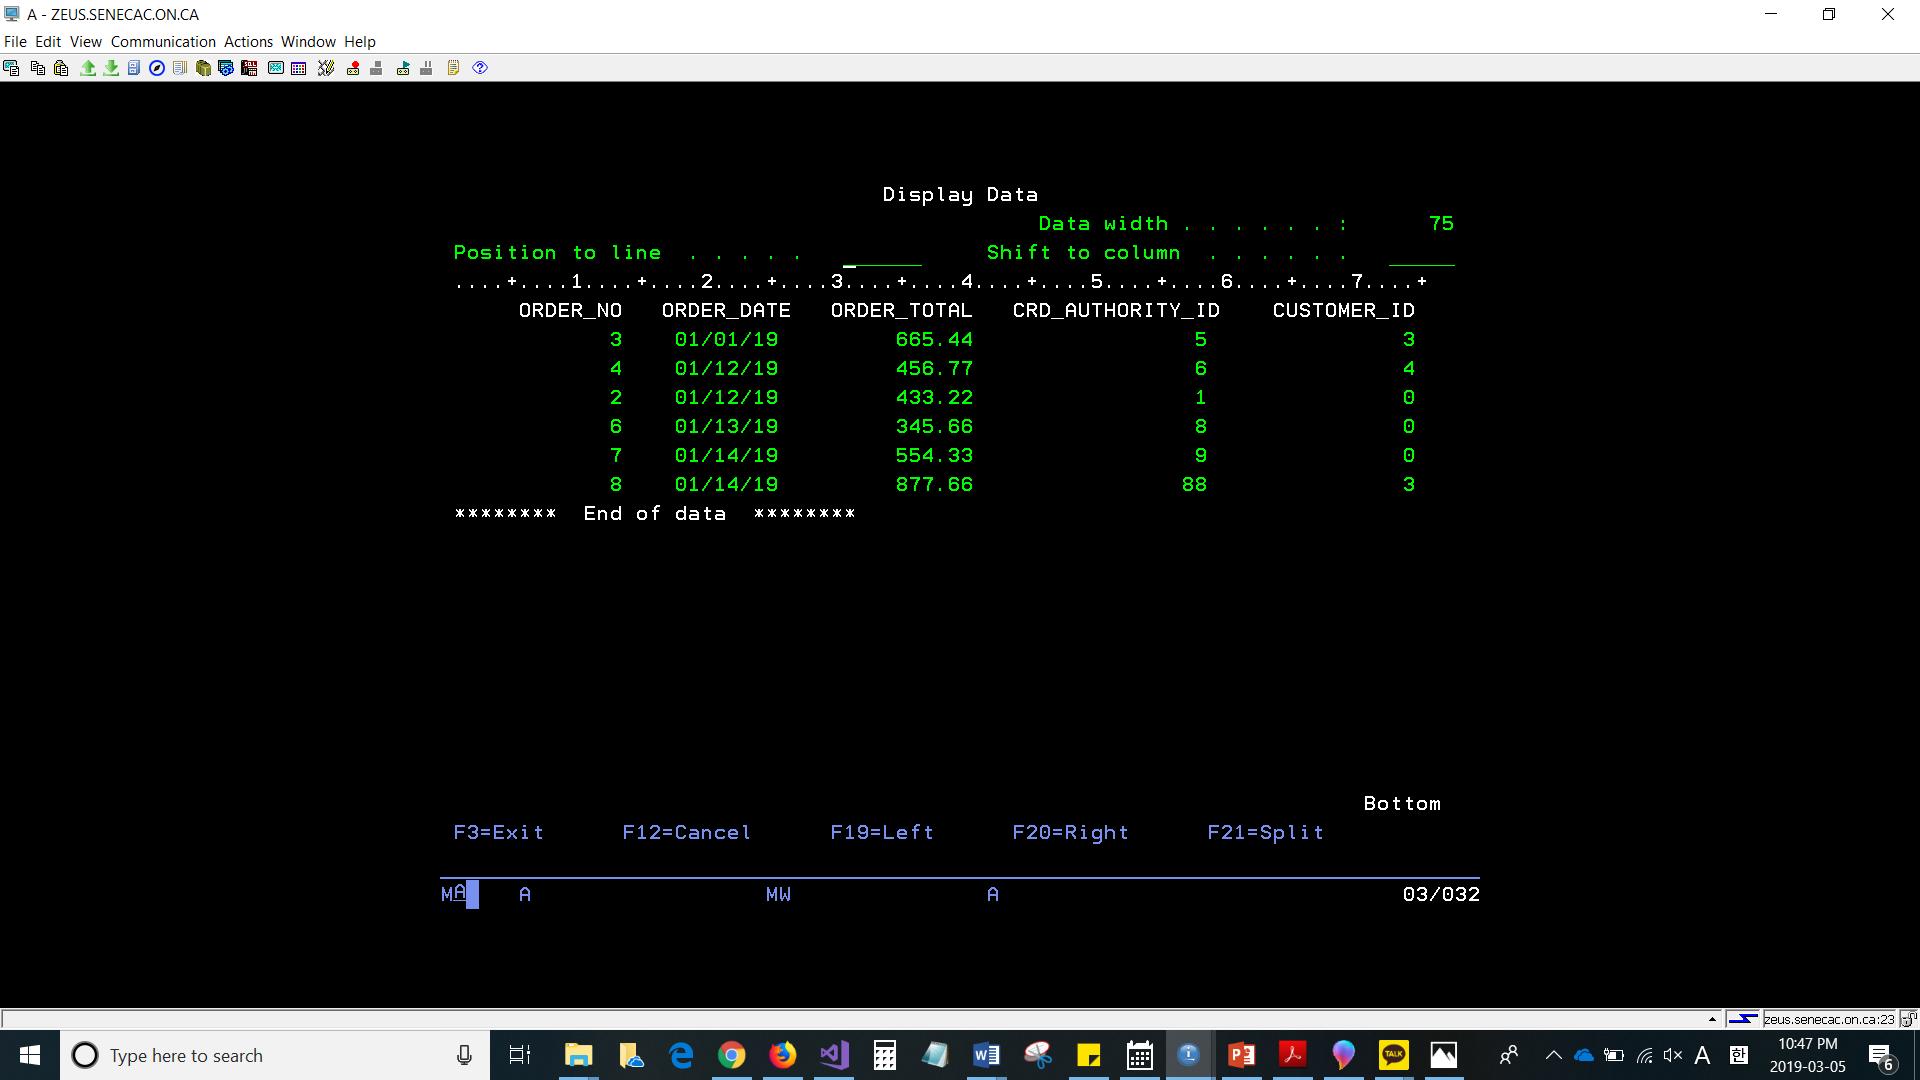 A - ZEUS.SENECAC.ON.CA
File Edit View Communication Actions Window Help
Display Data
Data width . . . . . . : 75
Position to line . . . . . Shift to column . . . . . .
....+....1....+....2....+....3....+....4....+....5....+....6....+....7....+
ORDER_NO ORDER_DATE ORDER_TOTAL CRD_AUTHORITY_ID CUSTOMER_ID
3 01/01/19 665.44 5 3
4 01/12/19 456.77 6 4
2 01/12/19 433.22 1 0
6 01/13/19 345.66 8 0
7 01/14/19 554.33 9 0
8 01/14/19 877.66 88 3
******** End of data ********
Bottom
F3=Exit F12=Cancel F19=Left F20=Right F21=Split
MA A MW A 03/032
zeus.senecac.on.ca:23
Type here to search
TALK
A 한
10:47 PM
2019-03-05
6